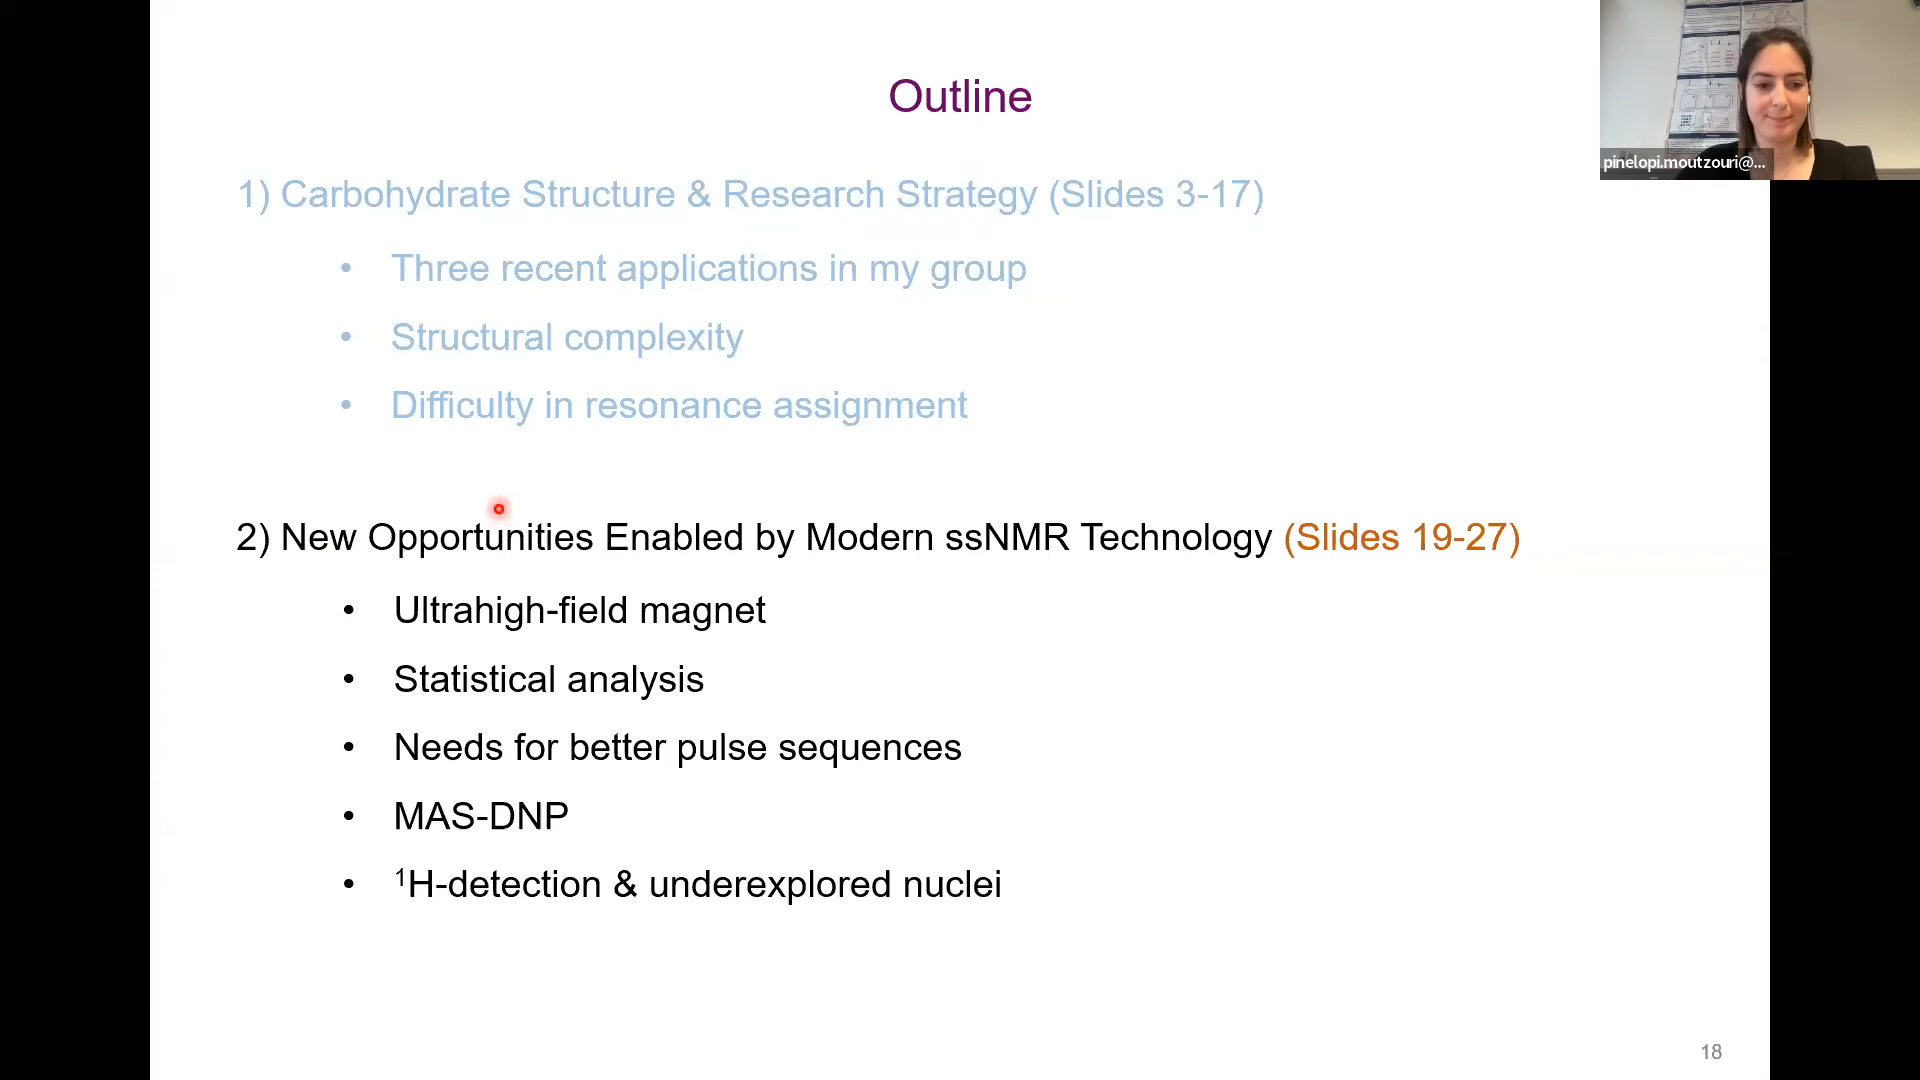 Outline
1) Carbohydrate Structure & Research Strategy (Slides 3-17)
• Three recent applications in my group
• Structural complexity
• Difficulty in resonance assignment
2) New Opportunities Enabled by Modern ssNMR Technology (Slides 19-27)
• Ultrahigh-field magnet
• Statistical analysis
• Needs for better pulse sequences
• MAS-DNP
• ¹H-detection & underexplored nuclei
18
pinelopi.moutzouri@...